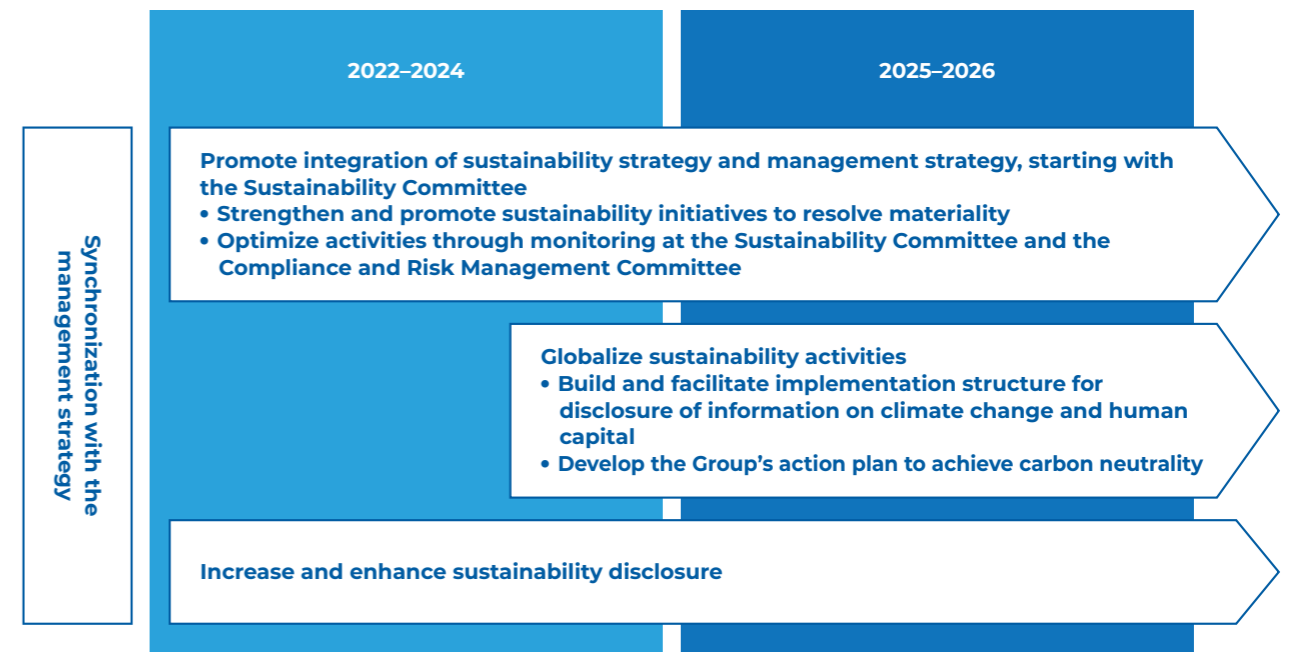 2022–2024
2025–2026
Synchronization with the
management strategy
Promote integration of sustainability strategy and management strategy, starting with
the Sustainability Committee
• Strengthen and promote sustainability initiatives to resolve materiality
• Optimize activities through monitoring at the Sustainability Committee and the
Compliance and Risk Management Committee
Globalize sustainability activities
• Build and facilitate implementation structure for
disclosure of information on climate change and human
capital
• Develop the Group’s action plan to achieve carbon neutrality
Increase and enhance sustainability disclosure